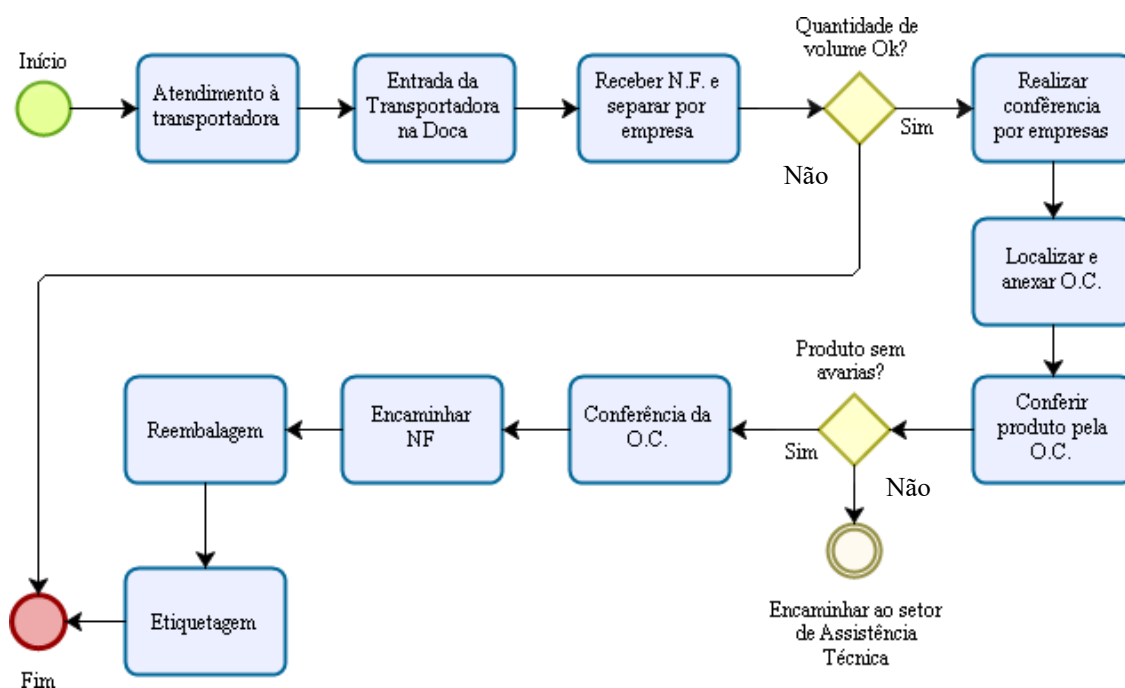 Início
Atendimento à
transportadora
Entrada da
Transportadora
na Doca
Receber N.F. e
separar por
empresa
Quantidade de
volume Ok?
Sim
Não
Realizar
confêrencia
por empresas
Localizar e
anexar O.C.
Conferir
produto pela
O.C.
Produto sem
avarias?
Sim
Não
Encaminhar ao setor
de Assistência
Técnica
Conferência da
O.C.
Encaminhar
NF
Reembalagem
Etiquetagem
Fim